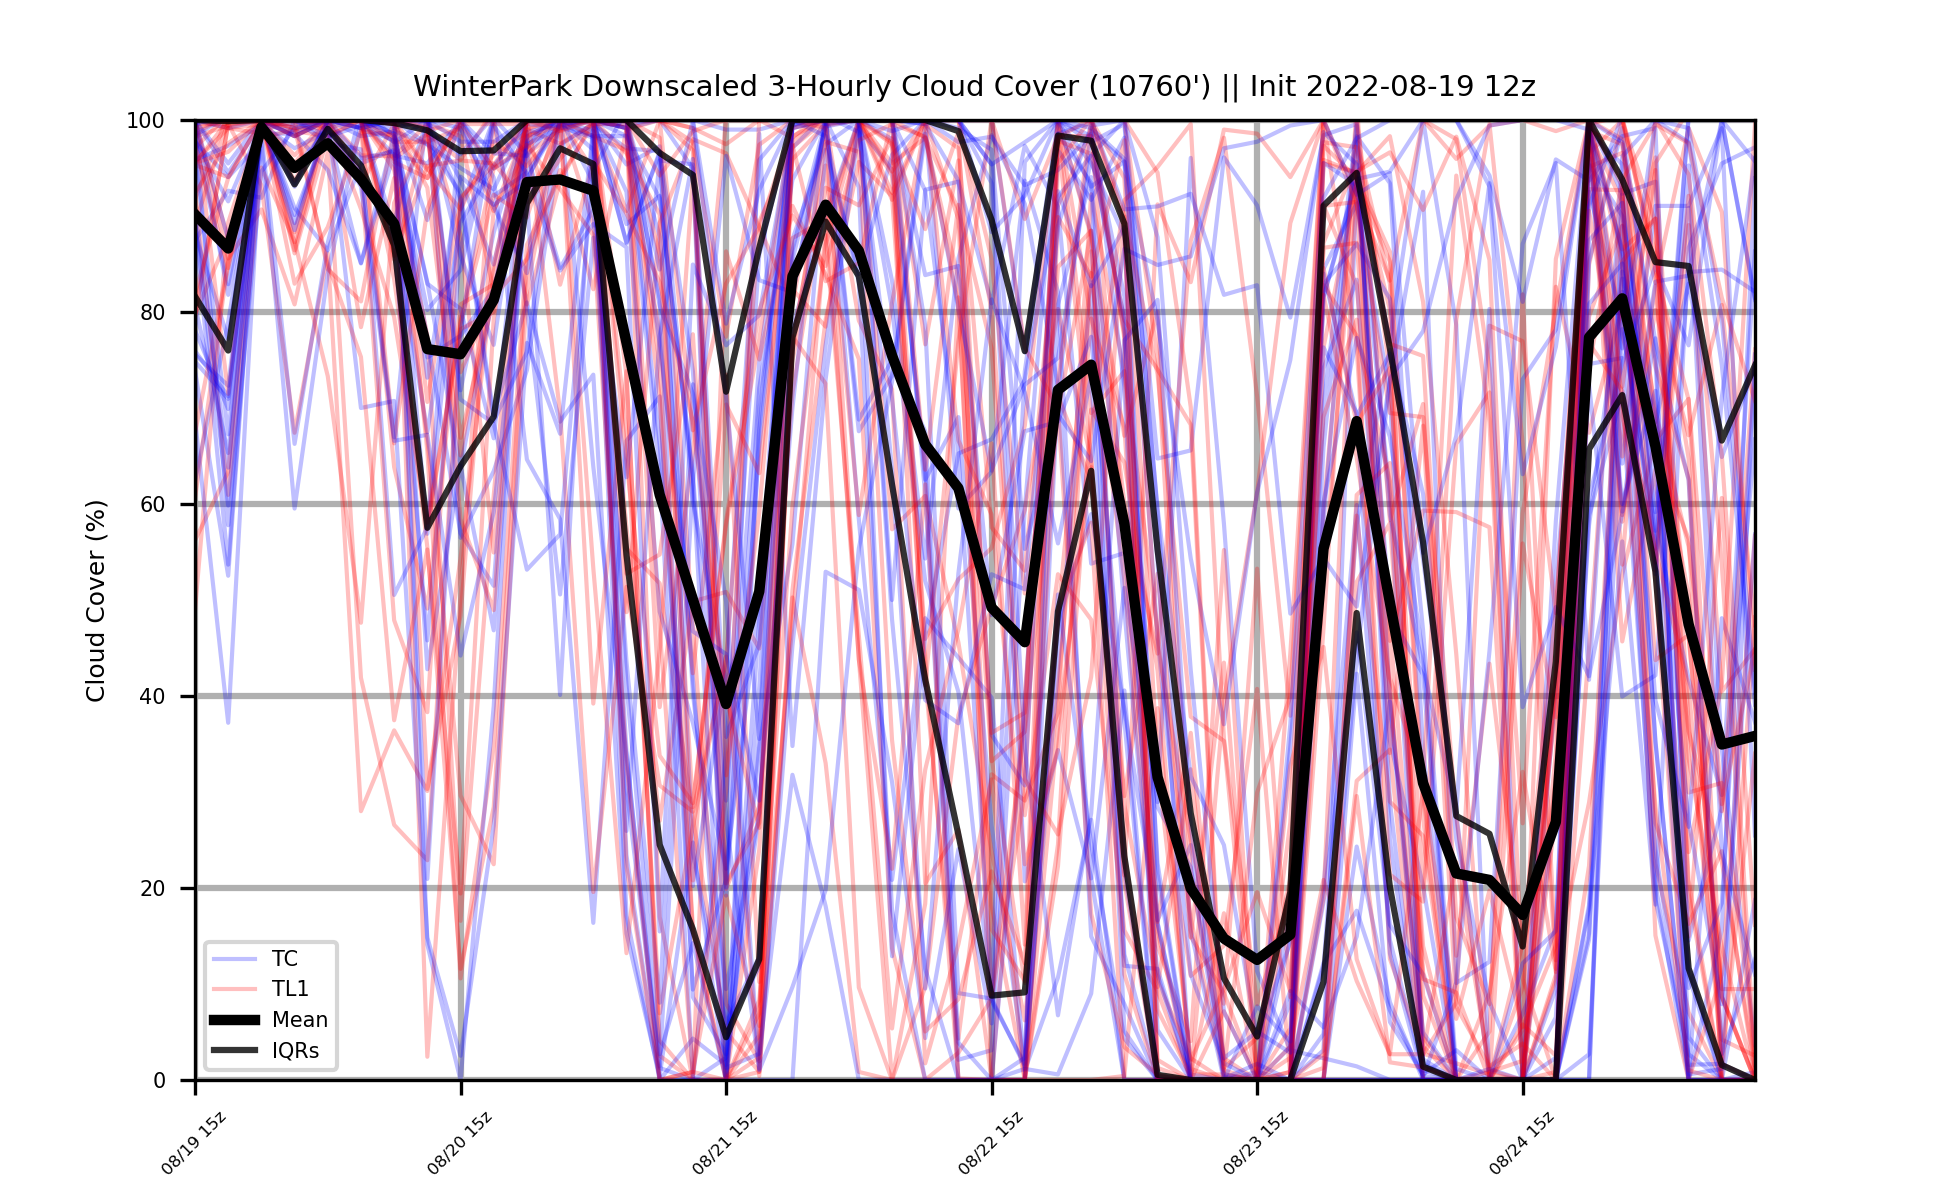 WinterPark Downscaled 3-Hourly Cloud Cover (10760') || Init 2022-08-19 12z
Cloud Cover (%)
100
80
60
40
20
0
TC
TL1
Mean
IQRs
08/19 15z
08/20 15z
08/21 15z
08/22 15z
08/23 15z
08/24 15z